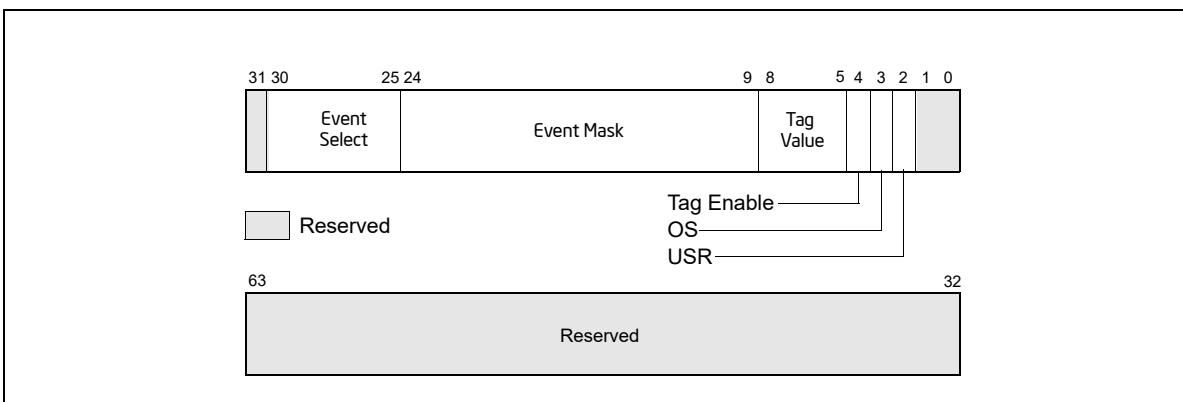 31 30 25 24 9 8 5 4 3 2 1 0
Event
Select
Event Mask
Tag
Value
Tag Enable
Reserved
OS
USR
63 32
Reserved